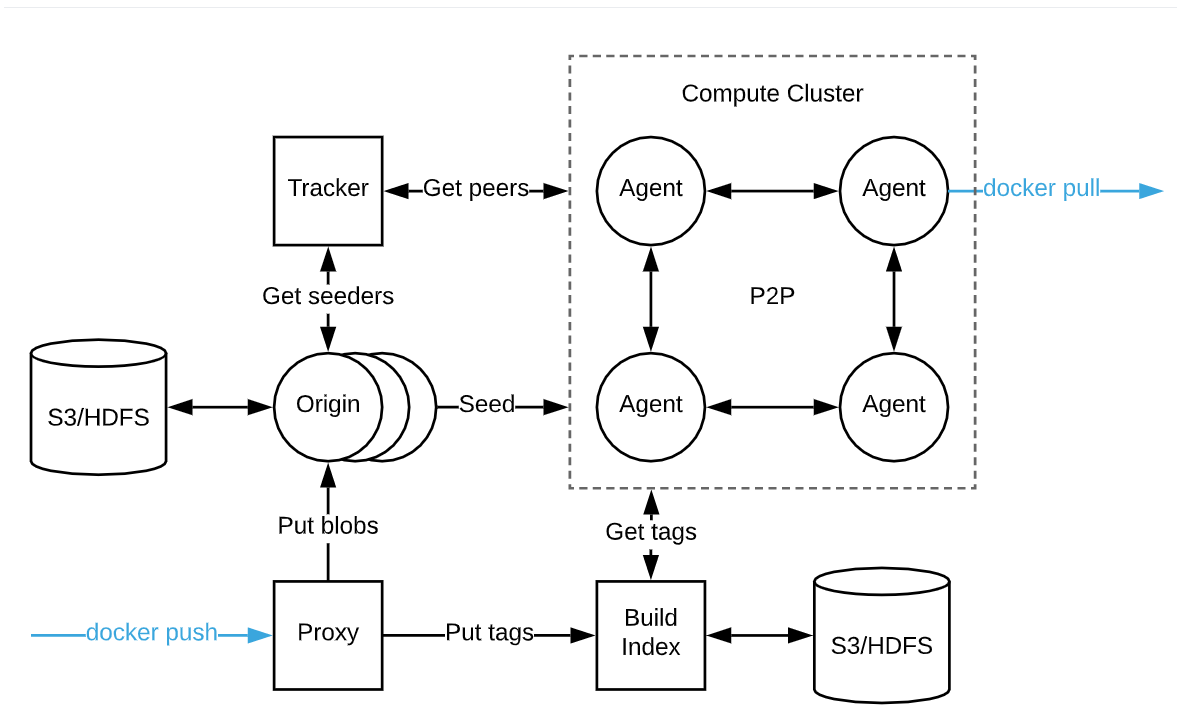 Compute Cluster
Tracker
Get peers
Agent
Agent
docker pull
Get seeders
P2P
S3/HDFS
Origin
Seed
Agent
Agent
Put blobs
Get tags
docker push
Proxy
Put tags
Build
Index
S3/HDFS